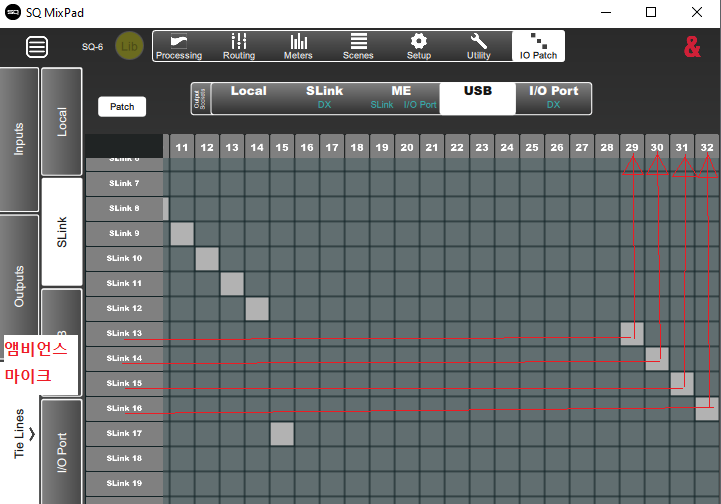 SQ SQ MixPad
SQ-6 Lib Processing Routing Meters Scenes Setup Utility IO Patch &
Patch
Output Sockets
Local SLink ME USB I/O Port
DX SLink I/O Port DX
Inputs
Outputs
Tie Lines
Local
SLink
B
I/O Port
11 12 13 14 15 16 17 18 19 20 21 22 23 24 25 26 27 28 29 30 31 32
SLink 6
SLink 7
SLink 8
SLink 9
SLink 10
SLink 11
SLink 12
SLink 13
SLink 14
SLink 15
SLink 16
SLink 17
SLink 18
SLink 19
앰비언스
마이크